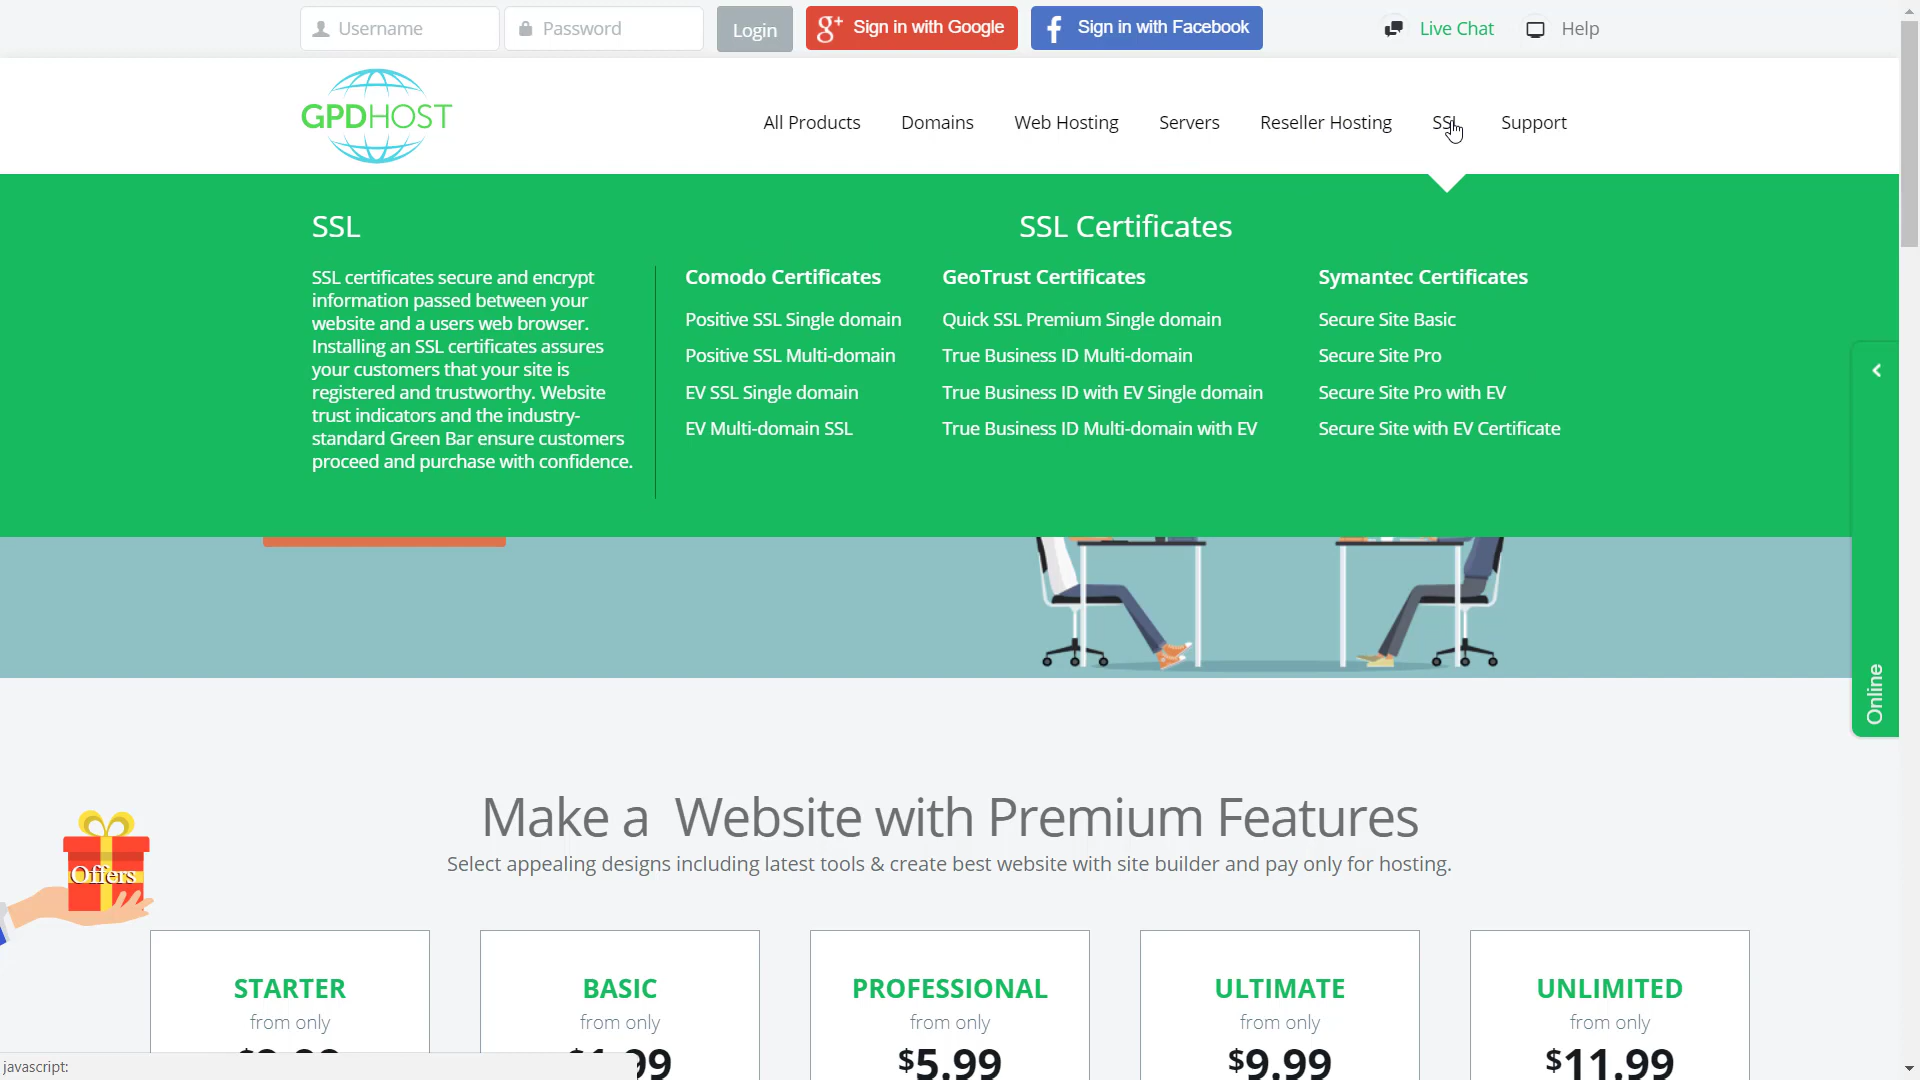 Username
Password
Login
g+ Sign in with Google
f Sign in with Facebook
Live Chat
Help
GPDHOST
All Products
Domains
Web Hosting
Servers
Reseller Hosting
SSL
Support
SSL
SSL certificates secure and encrypt
information passed between your
website and a users web browser.
Installing an SSL certificates assures
your customers that your site is
registered and trustworthy. Website
trust indicators and the industry-
standard Green Bar ensure customers
proceed and purchase with confidence.
SSL Certificates
Comodo Certificates
Positive SSL Single domain
Positive SSL Multi-domain
EV SSL Single domain
EV Multi-domain SSL
GeoTrust Certificates
Quick SSL Premium Single domain
True Business ID Multi-domain
True Business ID with EV Single domain
True Business ID Multi-domain with EV
Symantec Certificates
Secure Site Basic
Secure Site Pro
Secure Site Pro with EV
Secure Site with EV Certificate
Online
Make a Website with Premium Features
Select appealing designs including latest tools & create best website with site builder and pay only for hosting.
Offers
STARTER
from only
BASIC
from only
PROFESSIONAL
from only
$5.99
ULTIMATE
from only
$9.99
UNLIMITED
from only
$11.99
javascript: